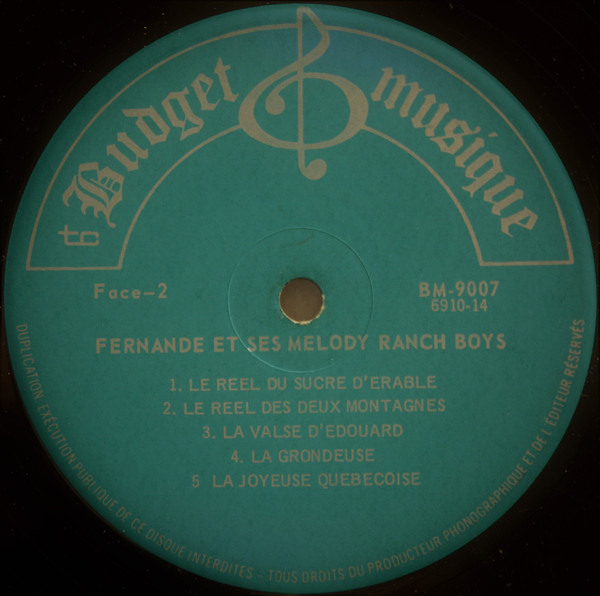 Budget musique
Face-2
BM-9007
6910-14
FERNANDE ET SES MELODY RANCH BOYS
1. LE REEL DU SUCRE D'ERABLE
2. LE REEL DES DEUX MONTAGNES
3. LA VALSE D'EDOUARD
4. LA GRONDEUSE
5 LA JOYEUSE QUEBECOISE
DUPLICATION EXÉCUTION PUBLIQUE DE CE DISQUE INTERDITES - TOUS DROITS DU PRODUCTEUR PHONOGRAPHIQUE ET DE L'ÉDITEUR RÉSERVÉS